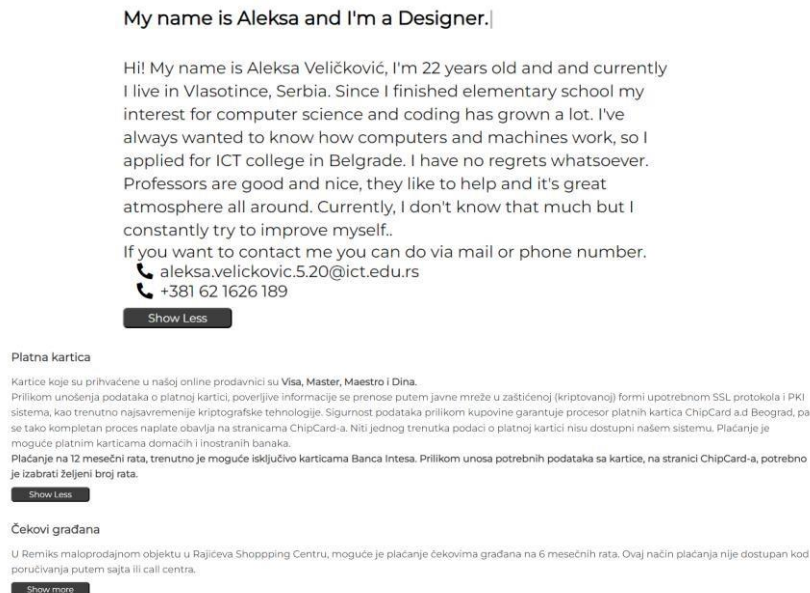 My name is Aleksa and I'm a Designer.|
Hi! My name is Aleksa Veličković, I'm 22 years old and and currently
I live in Vlasotince, Serbia. Since I finished elementary school my
interest for computer science and coding has grown a lot. I've
always wanted to know how computers and machines work, so I
applied for ICT college in Belgrade. I have no regrets whatsoever.
Professors are good and nice, they like to help and it's great
atmosphere all around. Currently, I don't know that much but I
constantly try to improve myself..
If you want to contact me you can do via mail or phone number.
aleksa.velickovic.5.20@ict.edu.rs
+381 62 1626 189
Show Less
Platna kartica
Kartice koje su prihvaćene u našoj online prodavnici su Visa, Master, Maestro i Dina.
Prilikom unošenja podataka o platnoj kartici, poverljive informacije se prenose putem javne mreže u zaštićenoj (kriptovanoj) formi upotrebnom SSL protokola i PKI
sistema, kao trenutno najsavremenije kriptografske tehnologije. Sigurnost podataka prilikom kupovine garantuje procesor platnih kartica ChipCard a.d Beograd, pa
se tako kompletan proces naplate obavlja na stranicama ChipCard-a. Niti jednog trenutka podaci o platnoj kartici nisu dostupni našem sistemu. Plaćanje je
moguće platnim karticama domaćih i inostranih banaka.
Plaćanje na 12 mesečni rata, trenutno je moguće isključivo karticama Banca Intesa. Prilikom unosa potrebnih podataka sa kartice, na stranici ChipCard-a, potrebno
je izabrati željeni broj rata.
Show Less
Čekovi građana
U Remiks maloprodajnom objektu u Rajićeva Shoppping Centru, moguće je plaćanje čekovima građana na 6 mesečnih rata. Ovaj način plaćanja nije dostupan kod
poručivanja putem sajta ili call centra.
Show more